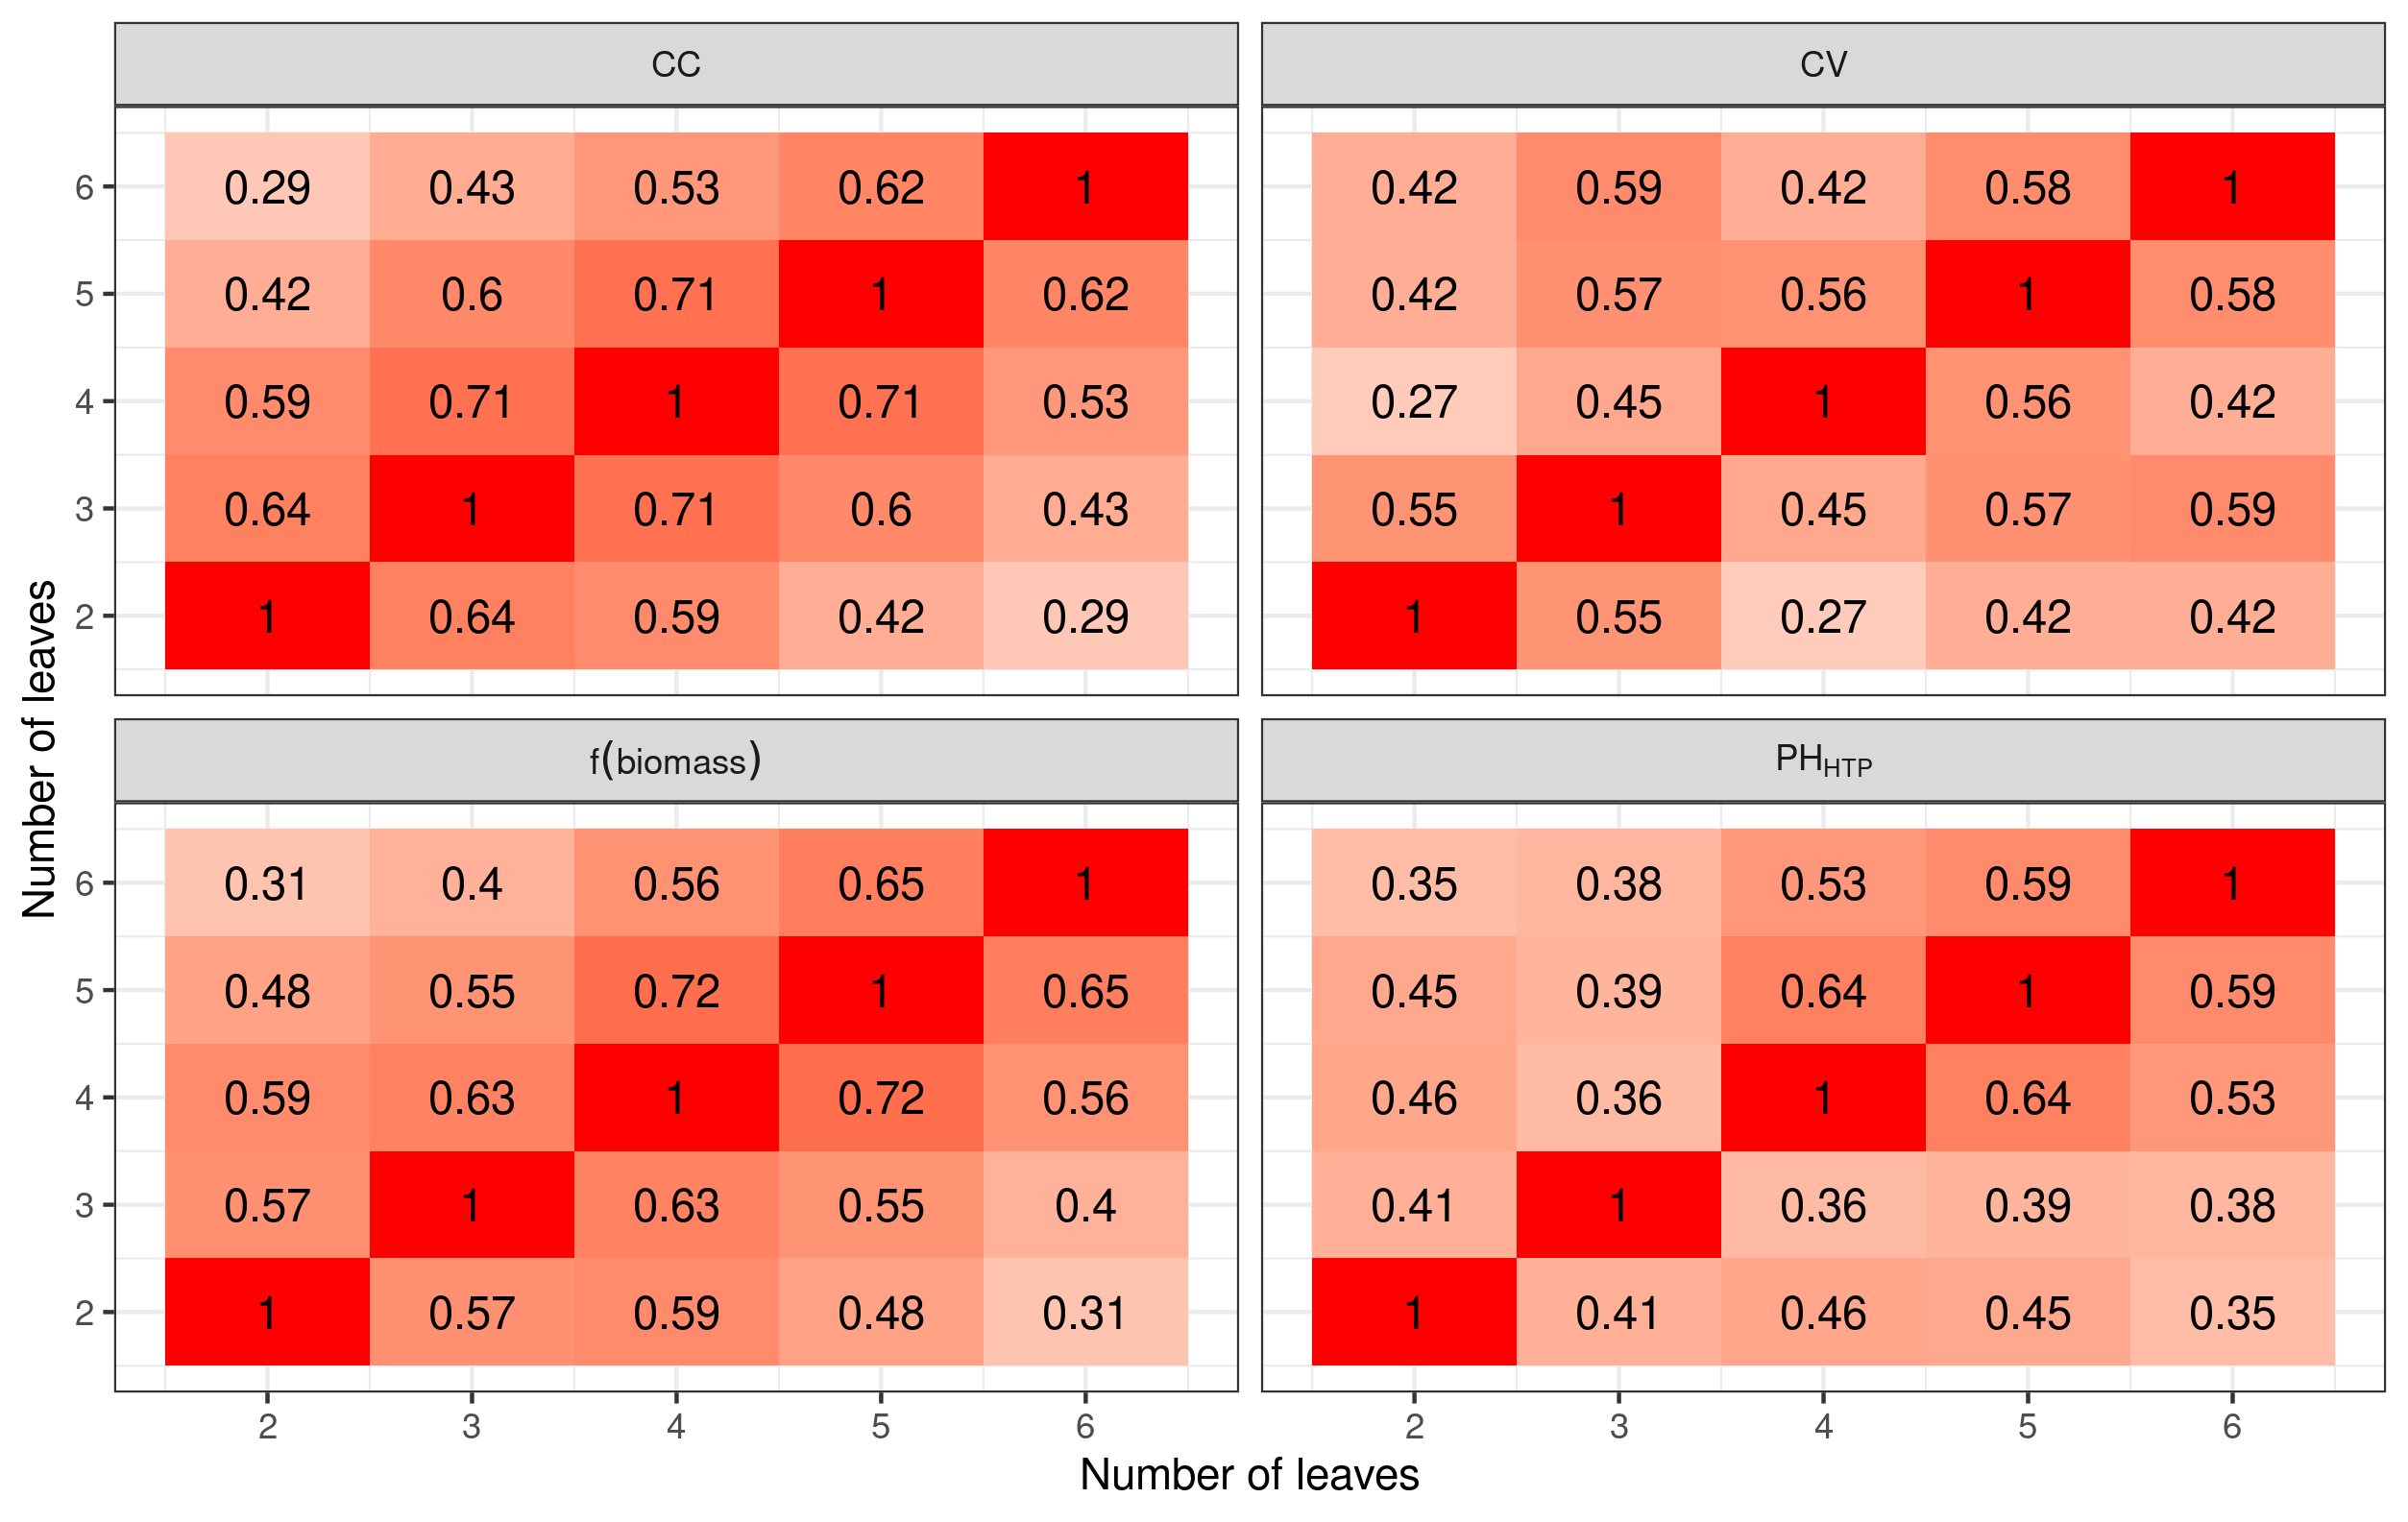 CC
CV
6 0.29 0.43 0.53 0.62 1 0.42 0.59 0.42 0.58 1
5 0.42 0.6 0.71 1 0.62 0.42 0.57 0.56 1 0.58
4 0.59 0.71 1 0.71 0.53 0.27 0.45 1 0.56 0.42
3 0.64 1 0.71 0.6 0.43 0.55 1 0.45 0.57 0.59
2 1 0.64 0.59 0.42 0.29 1 0.55 0.27 0.42 0.42
Number of leaves
f(biomass)
PH_HTP
6 0.31 0.4 0.56 0.65 1 0.35 0.38 0.53 0.59 1
5 0.48 0.55 0.72 1 0.65 0.45 0.39 0.64 1 0.59
4 0.59 0.63 1 0.72 0.56 0.46 0.36 1 0.64 0.53
3 0.57 1 0.63 0.55 0.4 0.41 1 0.36 0.39 0.38
2 1 0.57 0.59 0.48 0.31 1 0.41 0.46 0.45 0.35
2 3 4 5 6 2 3 4 5 6
Number of leaves